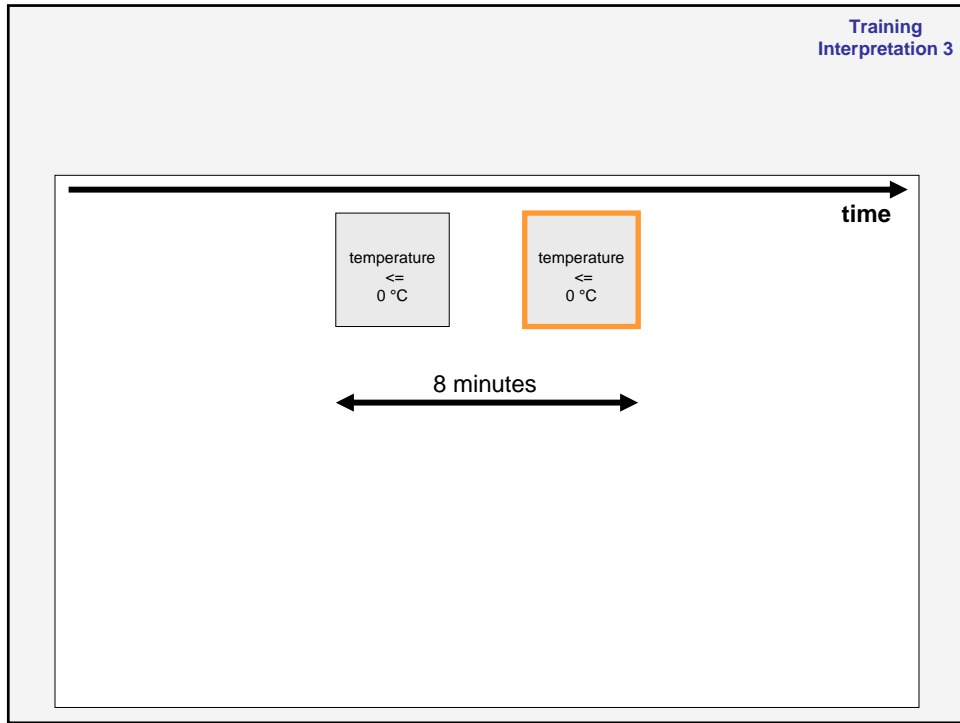 Training
Interpretation 3
time
temperature
<=
0 °C
temperature
<=
0 °C
8 minutes